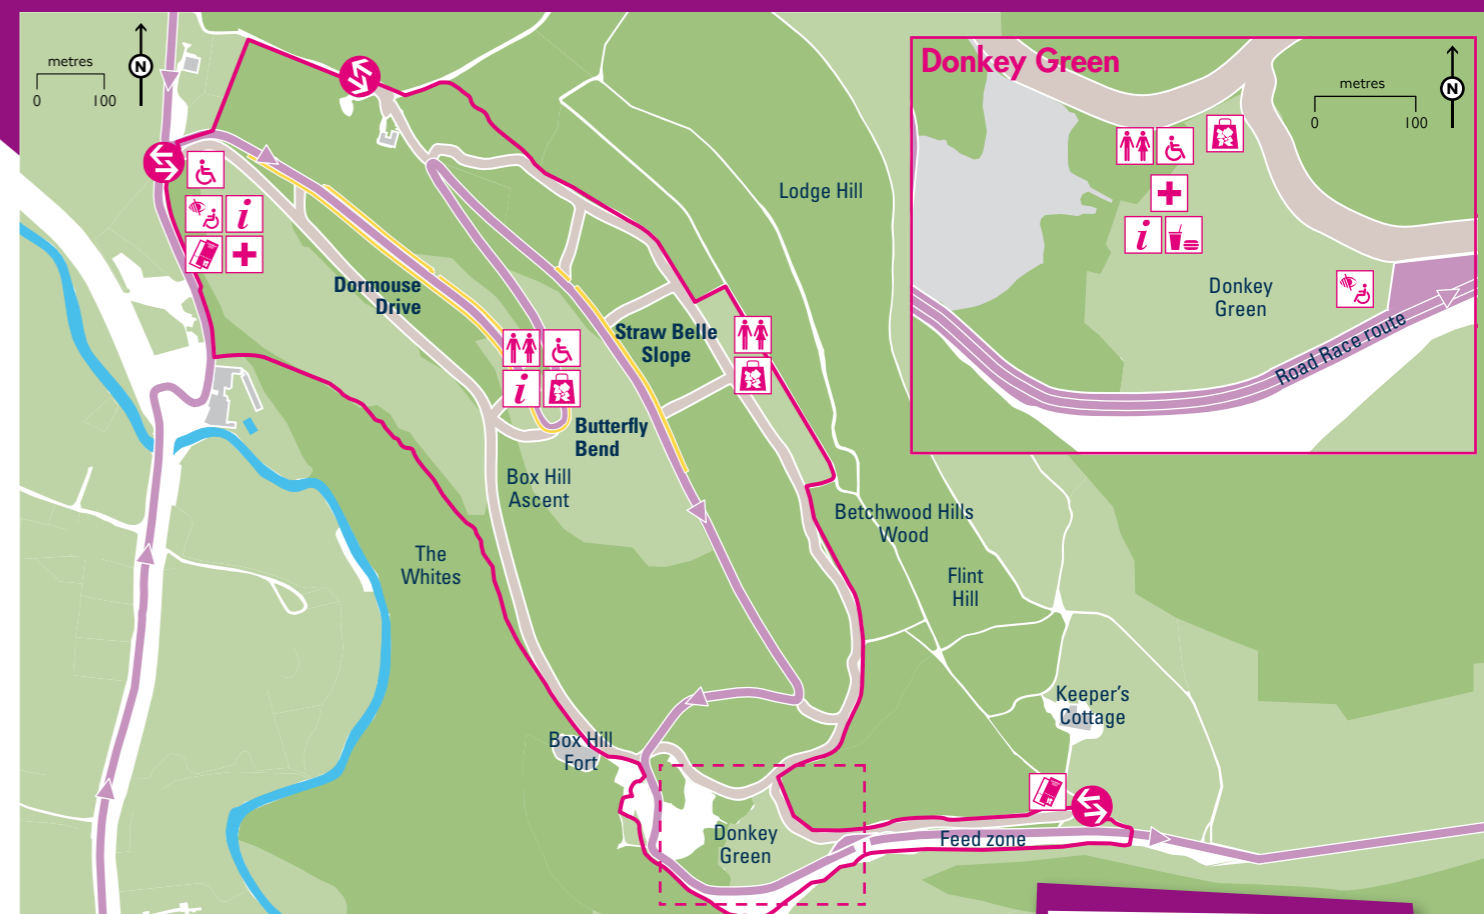 metres
0 100
N
Donkey Green
metres
0 100
N
Lodge Hill
Donkey
Green
Road Race route
Dormouse
Drive
Straw Belle
Slope
Butterfly
Bend
Box Hill
Ascent
Betchwood Hills
Wood
The
Whites
Flint
Hill
Keeper's
Cottage
Box Hill
Fort
Donkey
Green
Feed zone
i
i
i